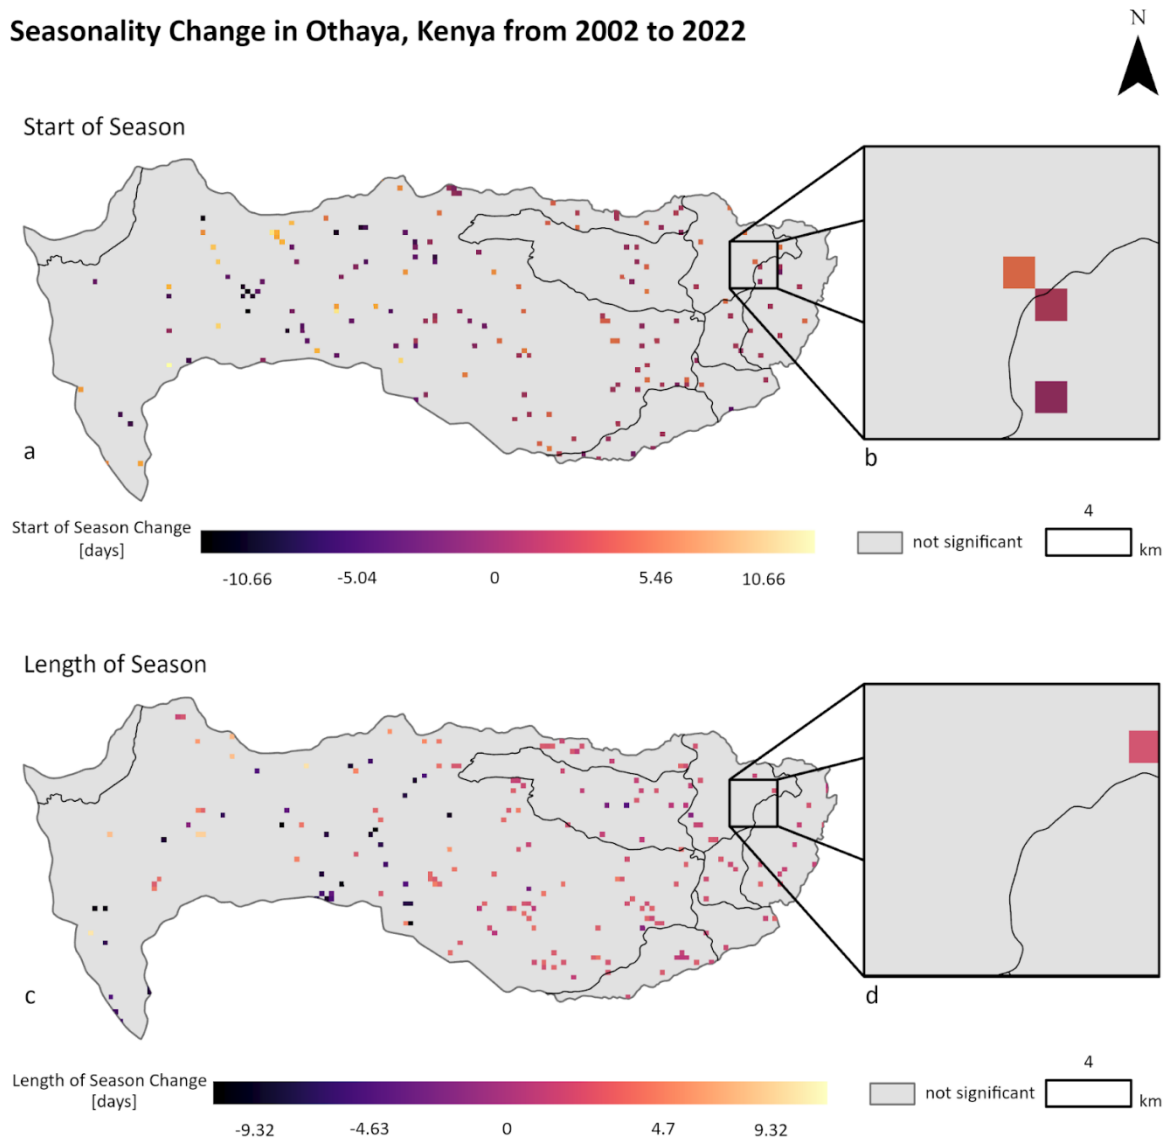 Seasonality Change in Othaya, Kenya from 2002 to 2022
N
Start of Season
a
b
Start of Season Change
[days]
-10.66 -5.04 0 5.46 10.66
not significant
4
km
Length of Season
c
d
Length of Season Change
[days]
-9.32 -4.63 0 4.7 9.32
not significant
4
km